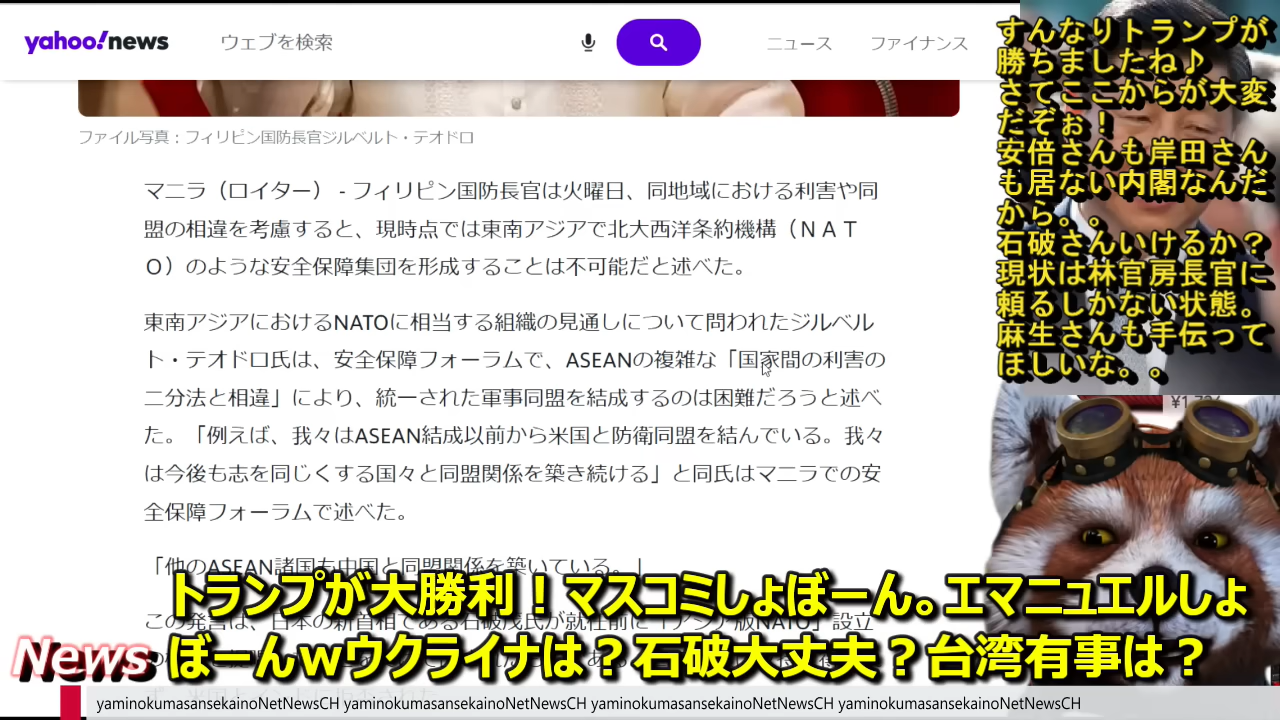 yahoo!news
ウェブを検索
ニュース
ファイナンス
ファイル写真：フィリピン国防長官ジルベルト・テオドロ
マニラ（ロイター） - フィリピン国防長官は火曜日、同地域における利害や同
盟の相違を考慮すると、現時点では東南アジアで北大西洋条約機構（ＮＡＴ
Ｏ）のような安全保障集団を形成することは不可能だと述べた。
東南アジアにおけるNATOに相当する組織の見通しについて問われたジルベル
ト・テオドロ氏は、安全保障フォーラムで、ASEANの複雑な「国家間の利害の
二分法と相違」により、統一された軍事同盟を結成するのは困難だろうと述べ
た。「例えば、我々はASEAN結成以前から米国と防衛同盟を結んでいる。我々
は今後も志を同じくする国々と同盟関係を築き続ける」と同氏はマニラでの安
全保障フォーラムで述べた。
「他のASEAN諸国も中国と同盟関係を築いている。」
この発言は、日本の新首相である石破茂氏が就任前に「アジア版NATO」設立
すんなりトランプが
勝ちましたね♪
さてここからが大変
だぞぉ！
安倍さんも岸田さん
も居ない内閣なんだ
から。。
石破さんいけるか？
現状は林官房長官に
頼るしかない状態。
麻生さんも手伝って
ほしいな。。
トランプが大勝利！マスコミしょぼーん。エマニュエルしょ
ぼーんwウクライナは？石破大丈夫？台湾有事は？
News
yaminokumasansekainoNetNewsCH yaminokumasansekainoNetNewsCH yaminokumasansekainoNetNewsCH yaminokumasansekainoNetNewsCH